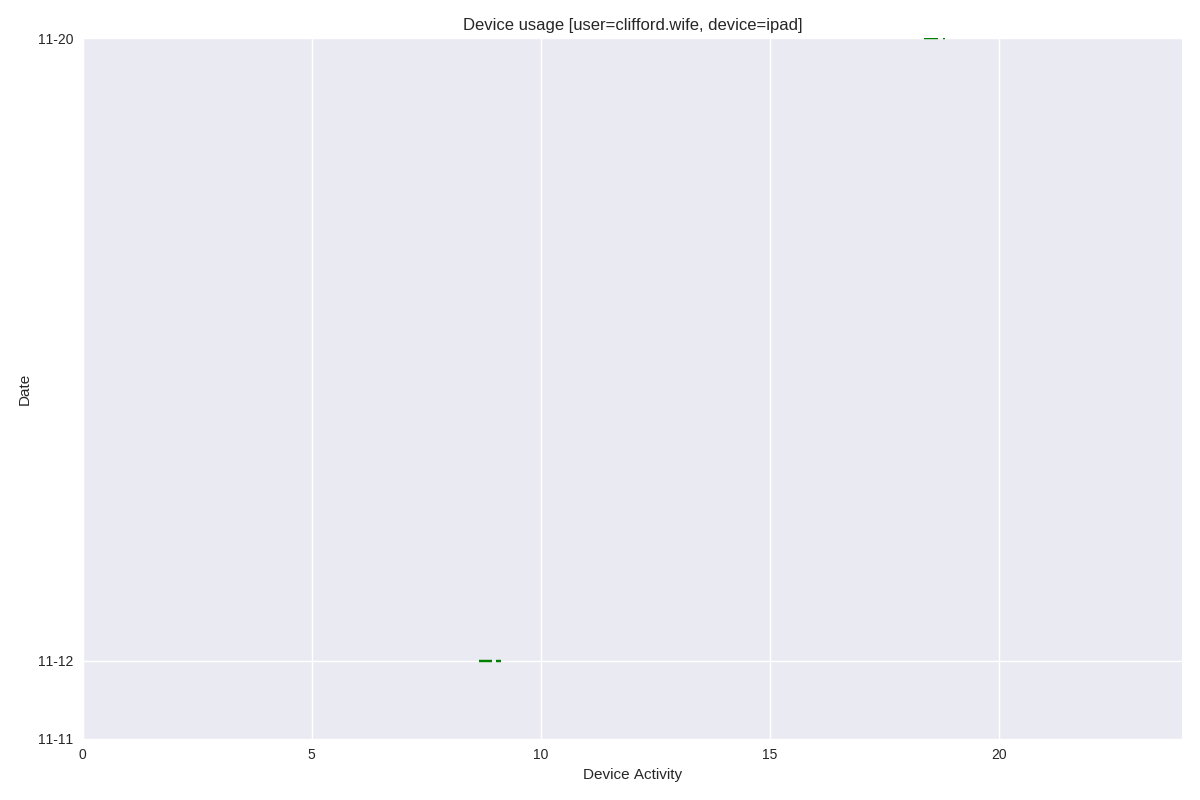 Device usage [user=clifford.wife, device=ipad]
11-20
Date
11-12
11-11
0 5 10 15 20
Device Activity